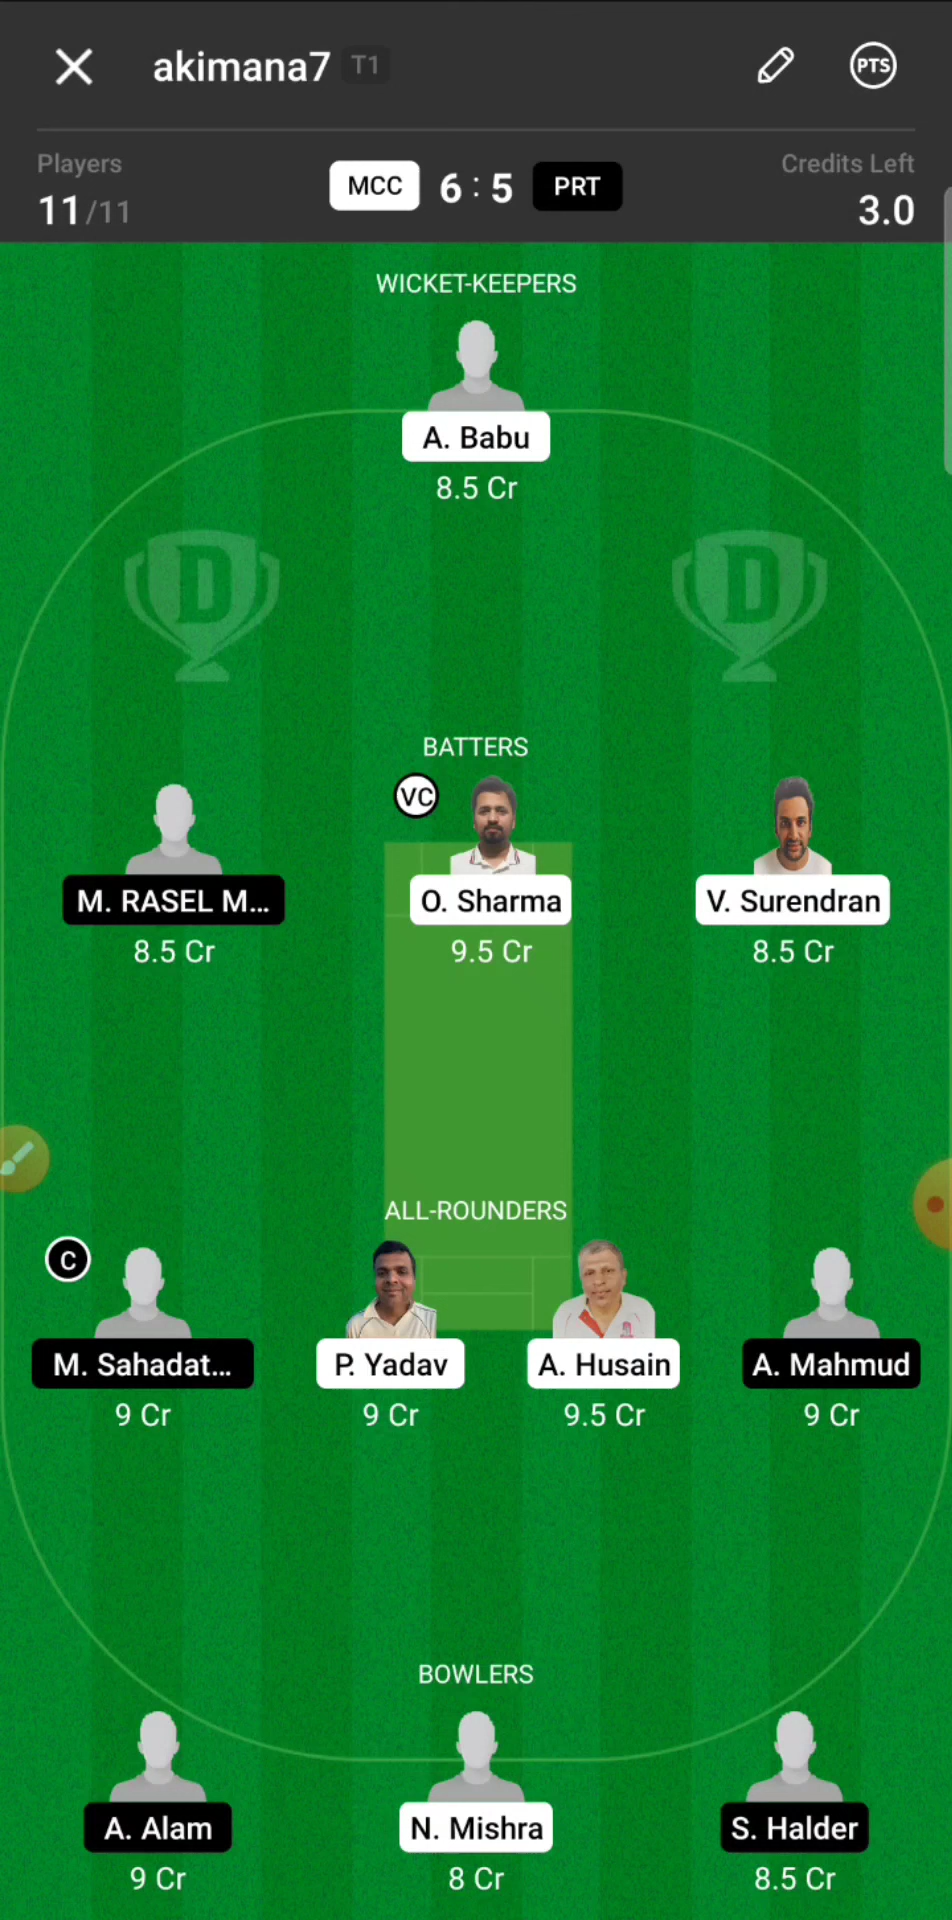 akimana7 T1
PTS
Players
Credits Left
MCC 6 : 5 PRT
11/11
3.0
WICKET-KEEPERS
A. Babu
8.5 Cr
D D
BATTERS
VC
M. RASEL M... O. Sharma V. Surendran
8.5 Cr 9.5 Cr 8.5 Cr
ALL-ROUNDERS
C
M. Sahadat... P. Yadav A. Husain A. Mahmud
9 Cr 9 Cr 9.5 Cr 9 Cr
BOWLERS
A. Alam N. Mishra S. Halder
9 Cr 8 Cr 8.5 Cr